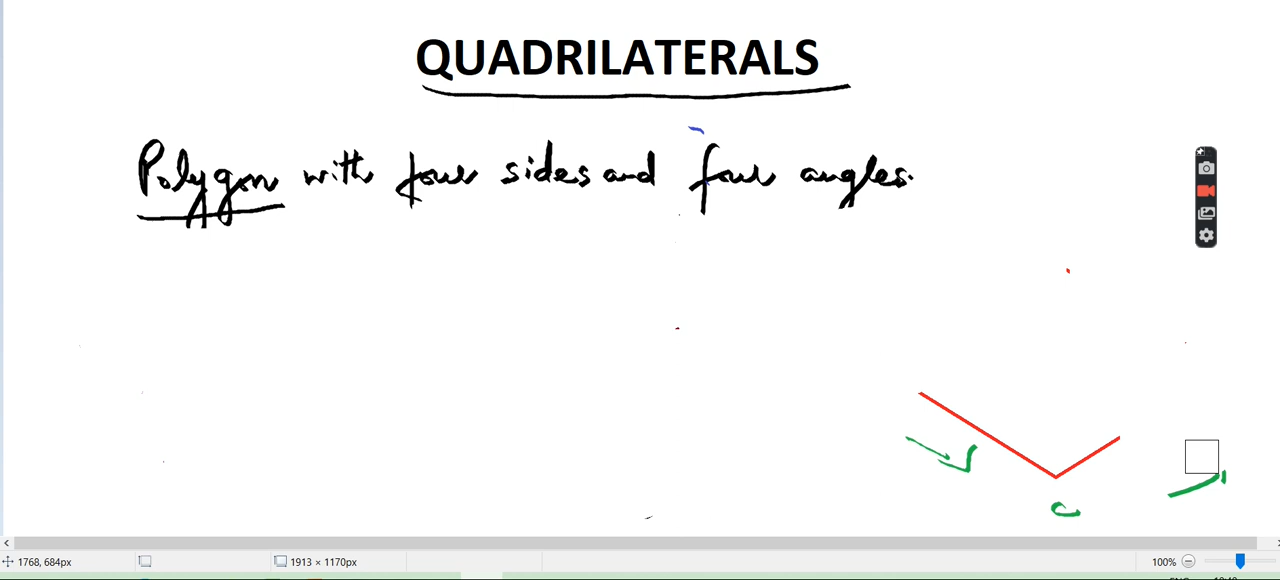 QUADRILATERALS
Polygon with four sides and four angles.
C
1768, 684px
1913 × 1170px
100%